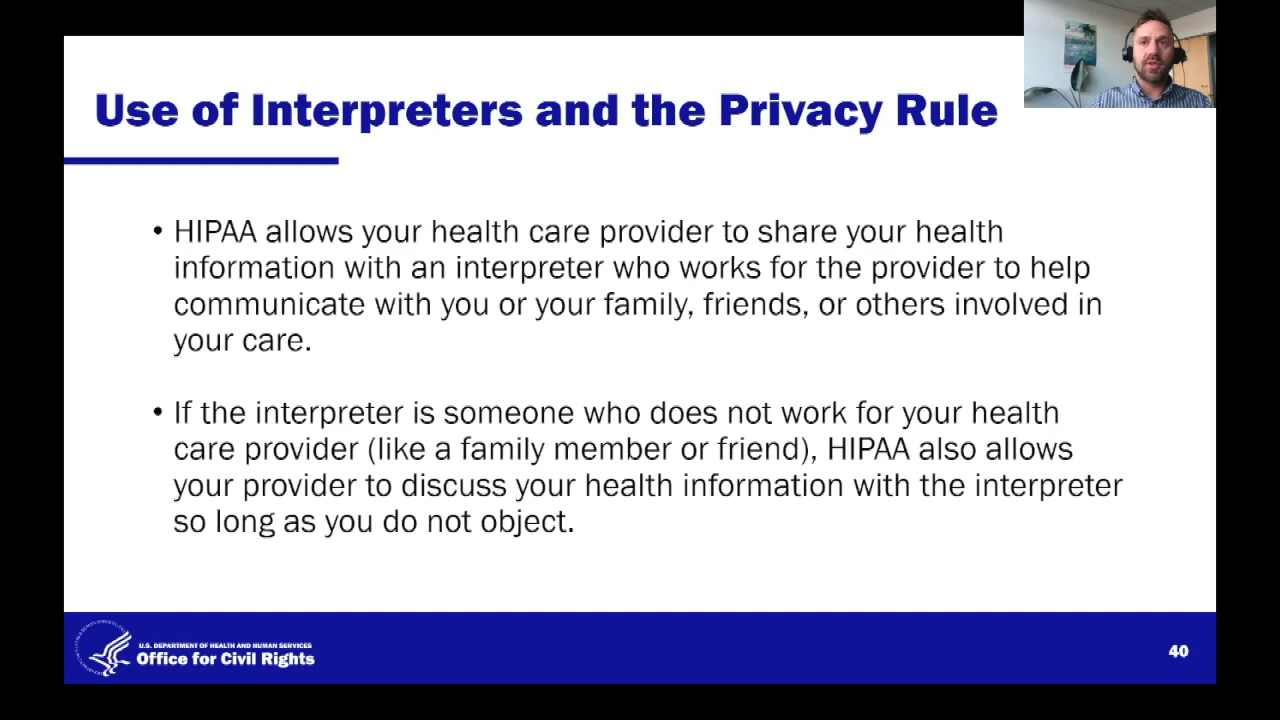 Use of Interpreters and the Privacy Rule
• HIPAA allows your health care provider to share your health
information with an interpreter who works for the provider to help
communicate with you or your family, friends, or others involved in
your care.
• If the interpreter is someone who does not work for your health
care provider (like a family member or friend), HIPAA also allows
your provider to discuss your health information with the interpreter
so long as you do not object.
U.S. DEPARTMENT OF HEALTH AND HUMAN SERVICES
Office for Civil Rights
40